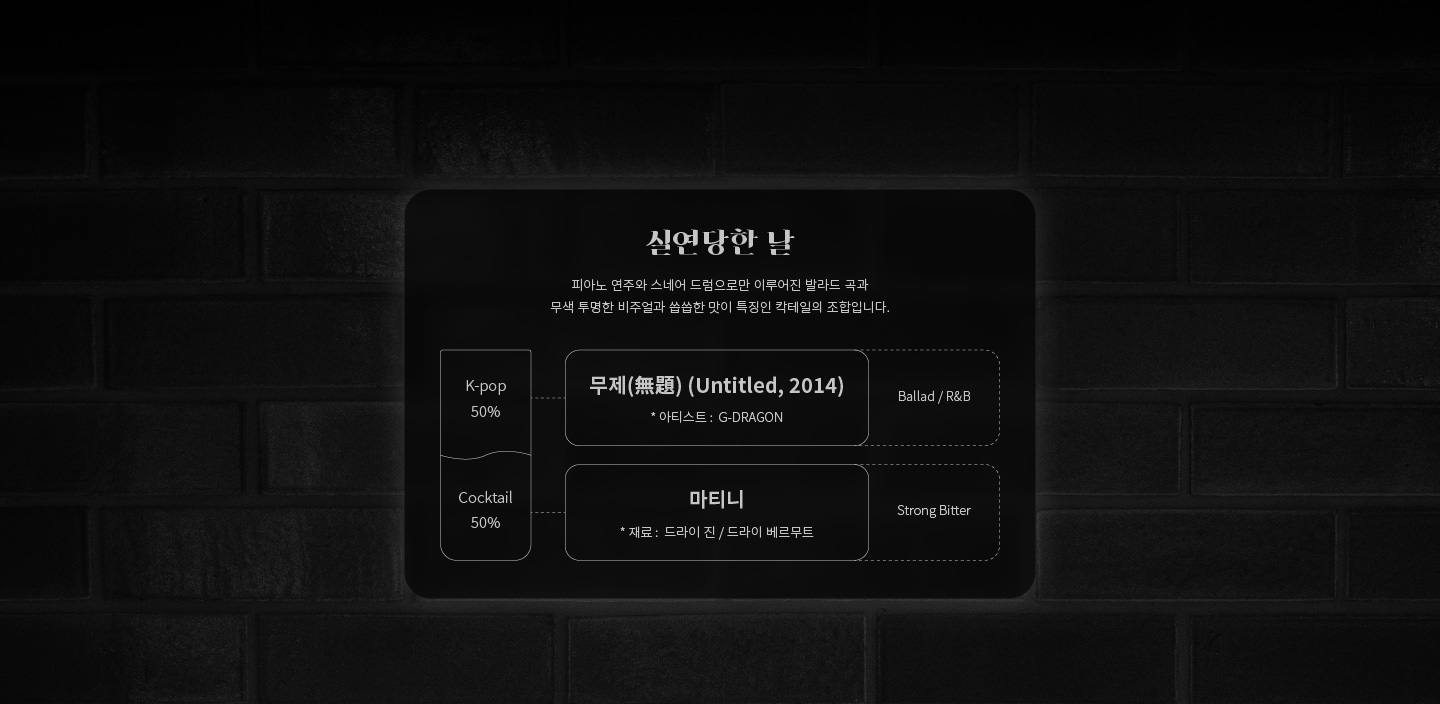 실연당한 날
피아노 연주와 스네어 드럼으로만 이루어진 발라드 곡과
무색 투명한 비주얼과 씁씁한 맛이 특징인 칵테일의 조합입니다.
K-pop
50%
무제(無題) (Untitled, 2014)
* 아티스트 : G-DRAGON
Ballad / R&B
Cocktail
50%
마티니
* 재료 : 드라이 진 / 드라이 베르무트
Strong Bitter